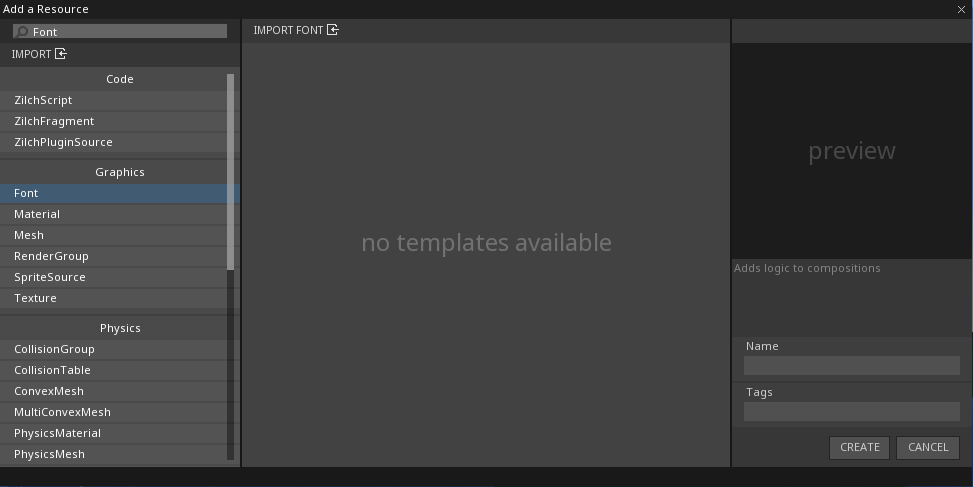 Add a Resource
Font
IMPORT
Code
ZilchScript
ZilchFragment
ZilchPluginSource
Graphics
Font
Material
Mesh
RenderGroup
SpriteSource
Texture
Physics
CollisionGroup
CollisionTable
ConvexMesh
MultiConvexMesh
PhysicsMaterial
PhysicsMesh
IMPORT FONT
no templates available
preview
Adds logic to compositions
Name
Tags
CREATE CANCEL